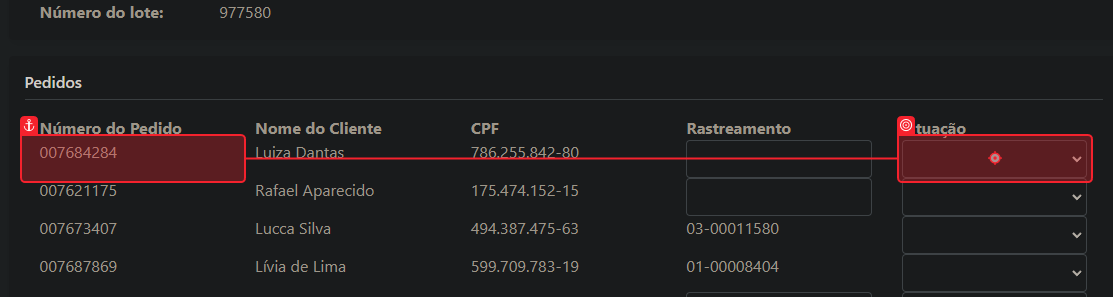 Número do lote: 977580
Pedidos
Número do Pedido Nome do Cliente CPF Rastreamento tuação
007684284 Luiza Dantas 786.255.842-80
007621175 Rafael Aparecido 175.474.152-15
007673407 Lucca Silva 494.387.475-63 03-00011580
007687869 Lívia de Lima 599.709.783-19 01-00008404